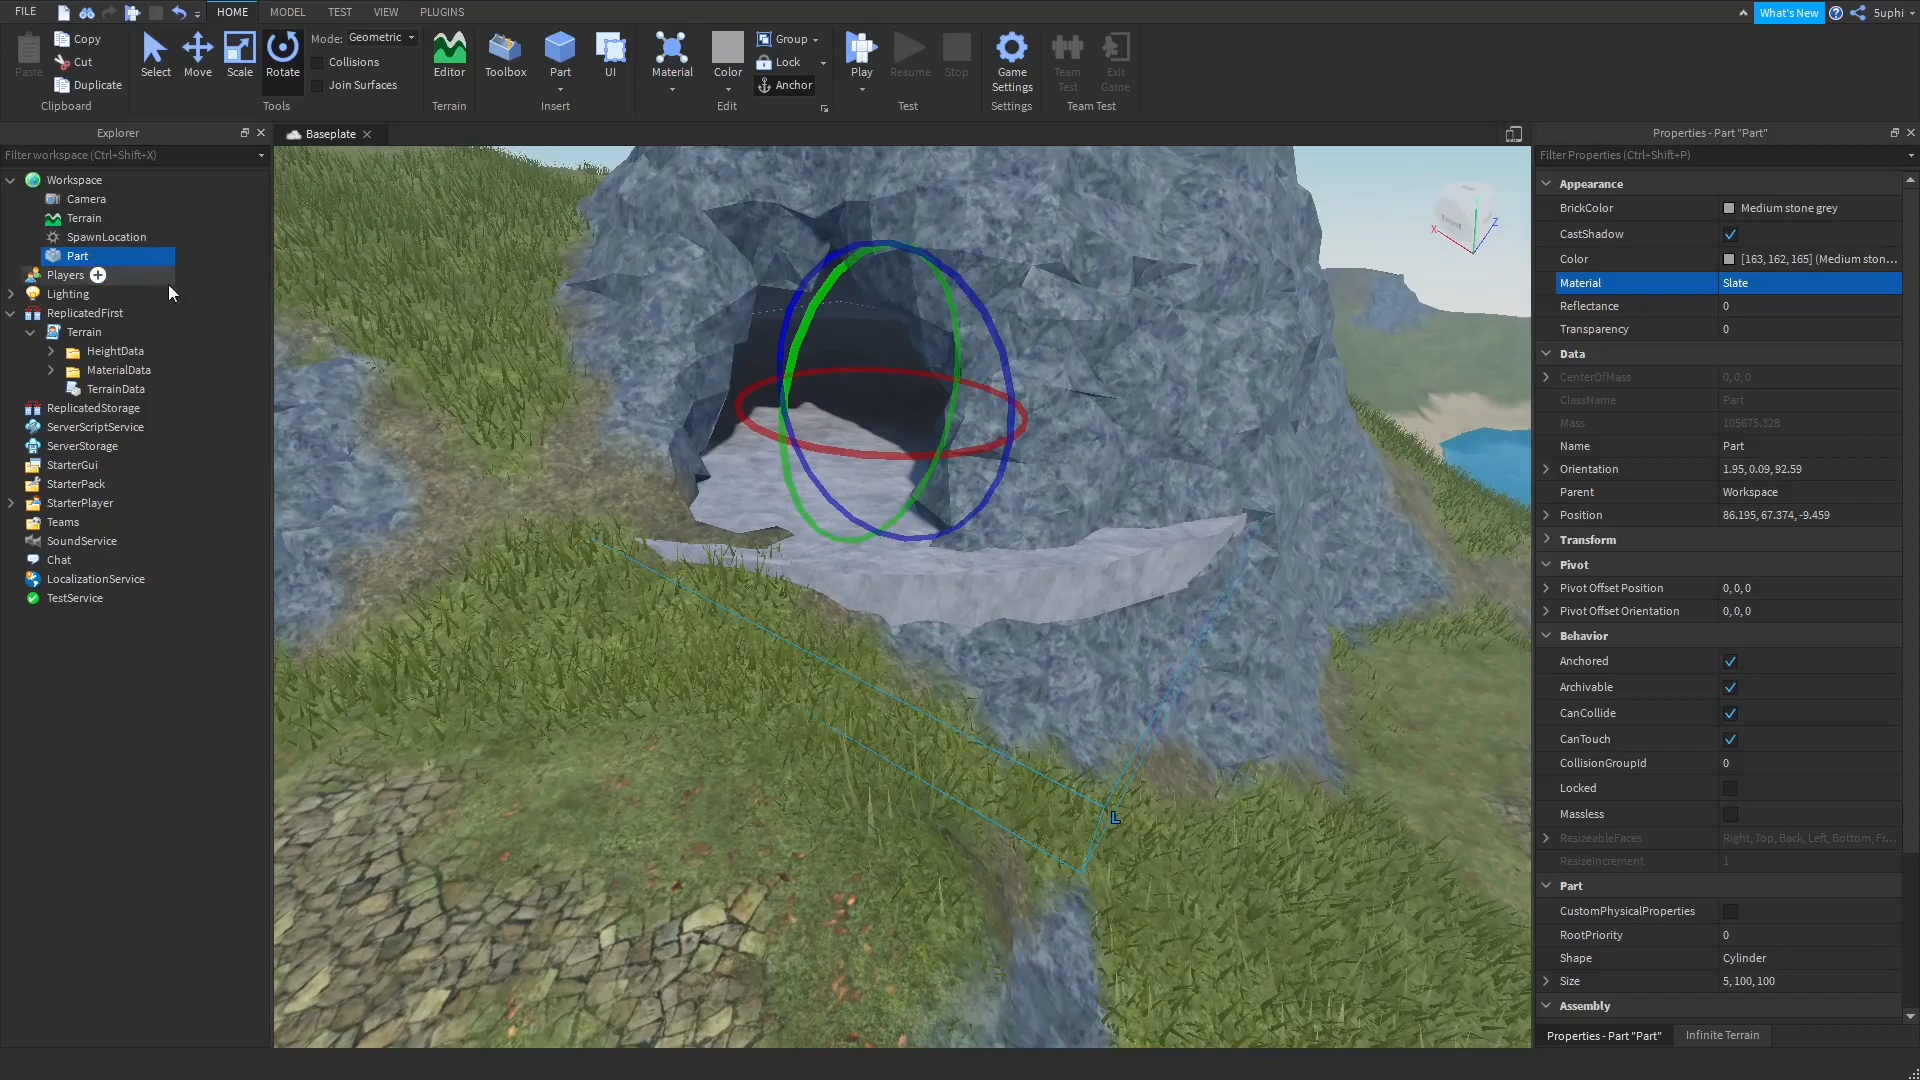 FILE
HOME
MODEL
TEST
VIEW
PLUGINS
What's New
5uphi
Paste
Copy
Cut
Duplicate
Clipboard
Select
Move
Scale
Rotate
Mode: Geometric
Collisions
Join Surfaces
Tools
Editor
Terrain
Toolbox
Part
UI
Insert
Material
Color
Group
Lock
Anchor
Edit
Play
Resume
Stop
Test
Game
Settings
Settings
Team
Test
Exit
Game
Team Test
Explorer
Filter workspace (Ctrl+Shift+X)
Workspace
Camera
Terrain
SpawnLocation
Part
Players
Lighting
ReplicatedFirst
Terrain
HeightData
MaterialData
TerrainData
ReplicatedStorage
ServerScriptService
ServerStorage
StarterGui
StarterPack
StarterPlayer
Teams
SoundService
Chat
LocalizationService
TestService
Baseplate
X
Z
L
Properties - Part "Part"
Filter Properties (Ctrl+Shift+P)
Appearance
BrickColor Medium stone grey
CastShadow
Color [163, 162, 165] (Medium ston...
Material Slate
Reflectance 0
Transparency 0
Data
CenterOfMass 0, 0, 0
ClassName Part
Mass 105675.328
Name Part
Orientation 1.95, 0.09, 92.59
Parent Workspace
Position 86.195, 67.374, -9.459
Transform
Pivot
Pivot Offset Position 0, 0, 0
Pivot Offset Orientation 0, 0, 0
Behavior
Anchored
Archivable
CanCollide
CanTouch
CollisionGroupId 0
Locked
Massless
ResizeableFaces Right, Top, Back, Left, Bottom, Fr...
ResizeIncrement 1
Part
CustomPhysicalProperties
RootPriority 0
Shape Cylinder
Size 5, 100, 100
Assembly
Properties - Part "Part"
Infinite Terrain